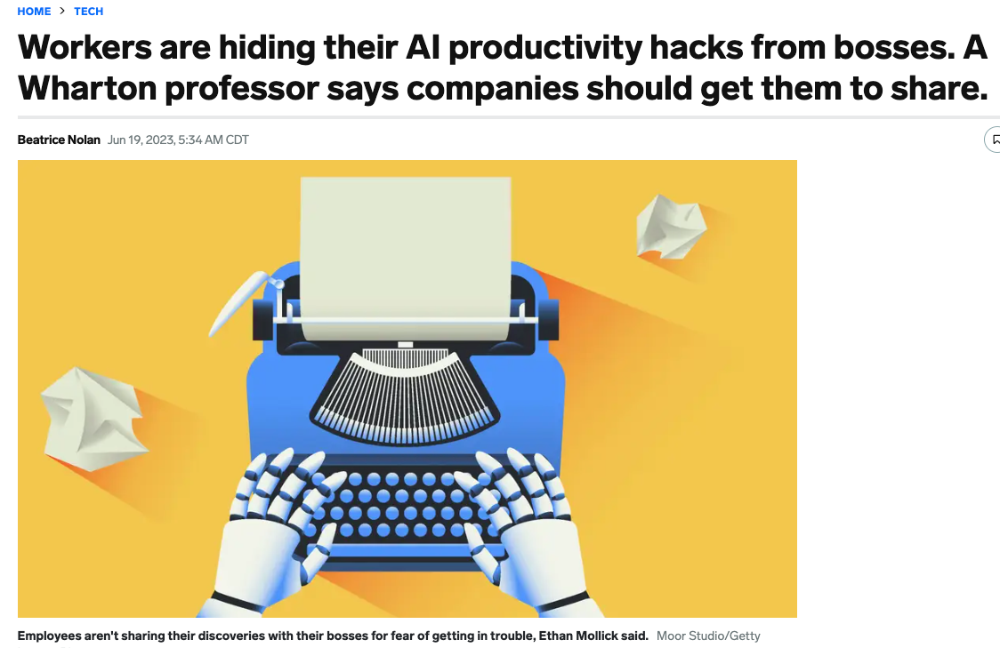 HOME > TECH
Workers are hiding their AI productivity hacks from bosses. A
Wharton professor says companies should get them to share.
Beatrice Nolan Jun 19, 2023, 5:34 AM CDT
Employees aren't sharing their discoveries with their bosses for fear of getting in trouble, Ethan Mollick said. Moor Studio/Getty